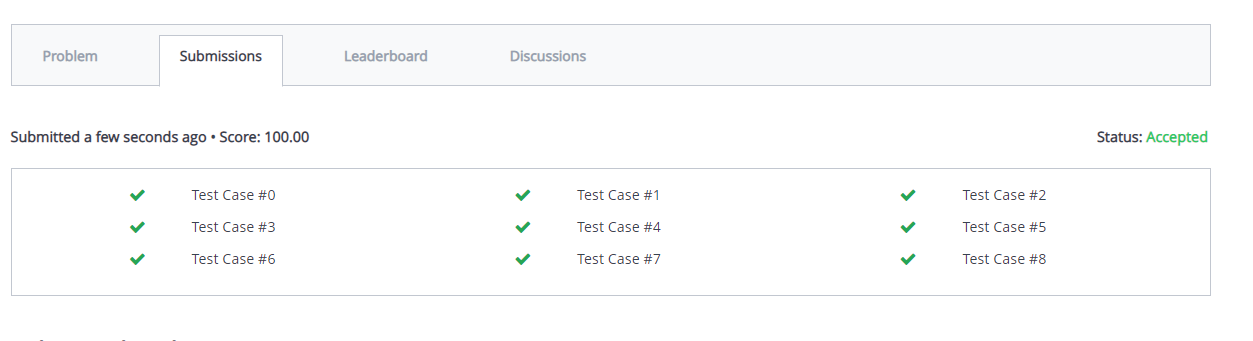 Problem Submissions Leaderboard Discussions
Submitted a few seconds ago • Score: 100.00 Status: Accepted
Test Case #0 Test Case #1 Test Case #2
Test Case #3 Test Case #4 Test Case #5
Test Case #6 Test Case #7 Test Case #8